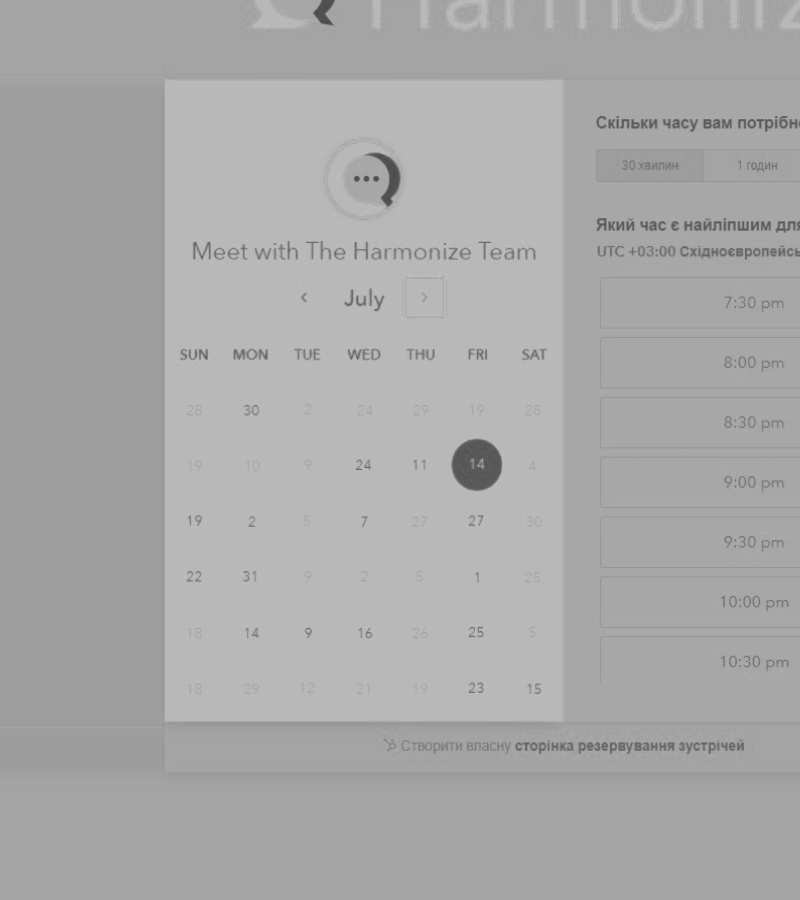 Harmoniz
Meet with The Harmonize Team
July
SUN MON TUE WED THU FRI SAT
28 30 2 24 29 19 28
19 10 9 24 11 14 4
19 2 5 7 27 27 30
22 31 9 2 5 1 25
18 14 9 16 26 25 5
18 29 12 21 19 23 15
Скільки часу вам потрібн
30 хвилин 1 годин
Який час є найліпшим для
UTC +03:00 Східноєвропейсь
7:30 pm
8:00 pm
8:30 pm
9:00 pm
9:30 pm
10:00 pm
10:30 pm
Створити власну сторінка резервування зустрічей